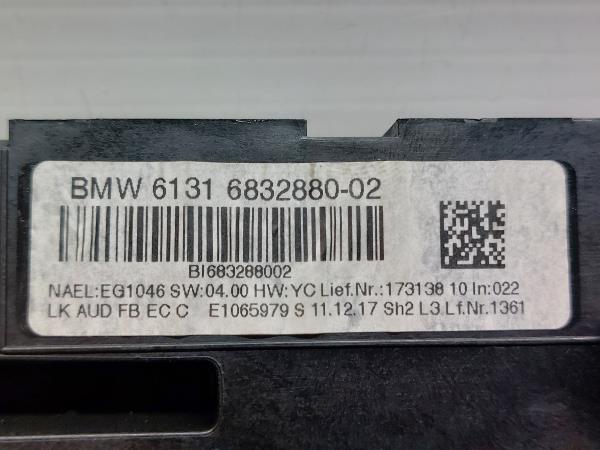 BMW 6131 6832880-02
BI683288002
NAEL:EG1046 SW:04.00 HW:YC Lief.Nr.:173138 10 In:022
LK AUD FB EC C E1065979 S 11.12.17 Sh2 L3 Lf.Nr.1361